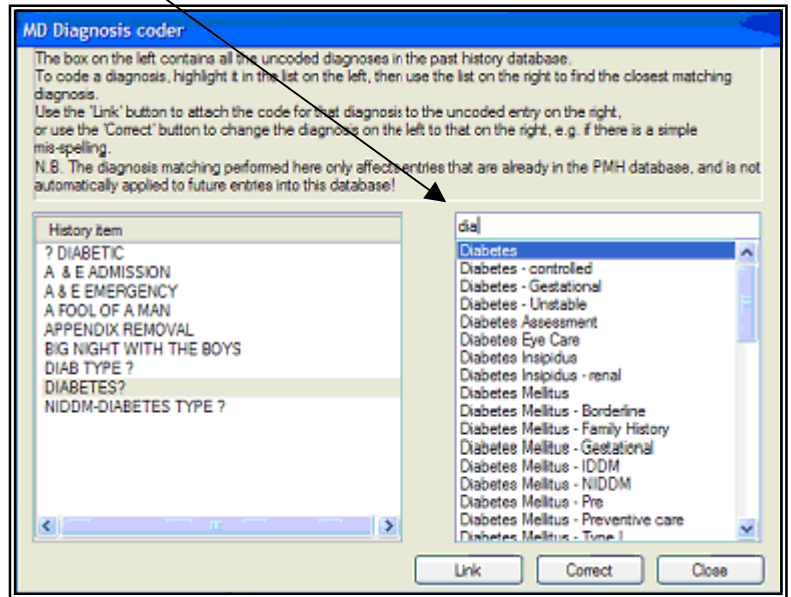 MD Diagnosis coder
The box on the left contains all the uncoded diagnoses in the past history database.
To code a diagnosis, highlight it in the list on the left, then use the list on the right to find the closest matching
diagnosis.
Use the 'Link' button to attach the code for that diagnosis to the uncoded entry on the right,
or use the 'Correct' button to change the diagnosis on the left to that on the right, e.g. if there is a simple
mis-spelling.
N.B. The diagnosis matching performed here only affects entries that are already in the PMH database, and is not
automatically applied to future entries into this database!
History item
? DIABETIC
A & E ADMISSION
A & E EMERGENCY
A FOOL OF A MAN
APPENDIX REMOVAL
BIG NIGHT WITH THE BOYS
DIAB TYPE ?
DIABETES?
NIDDM-DIABETES TYPE ?
dia
Diabetes
Diabetes - controlled
Diabetes - Gestational
Diabetes - Unstable
Diabetes Assessment
Diabetes Eye Care
Diabetes Insipidus
Diabetes Insipidus - renal
Diabetes Mellitus
Diabetes Mellitus - Borderline
Diabetes Mellitus - Family History
Diabetes Mellitus - Gestational
Diabetes Mellitus - IDDM
Diabetes Mellitus - NIDDM
Diabetes Mellitus - Pre
Diabetes Mellitus - Preventive care
Diabetes Mellitus - Type I
Link Correct Close